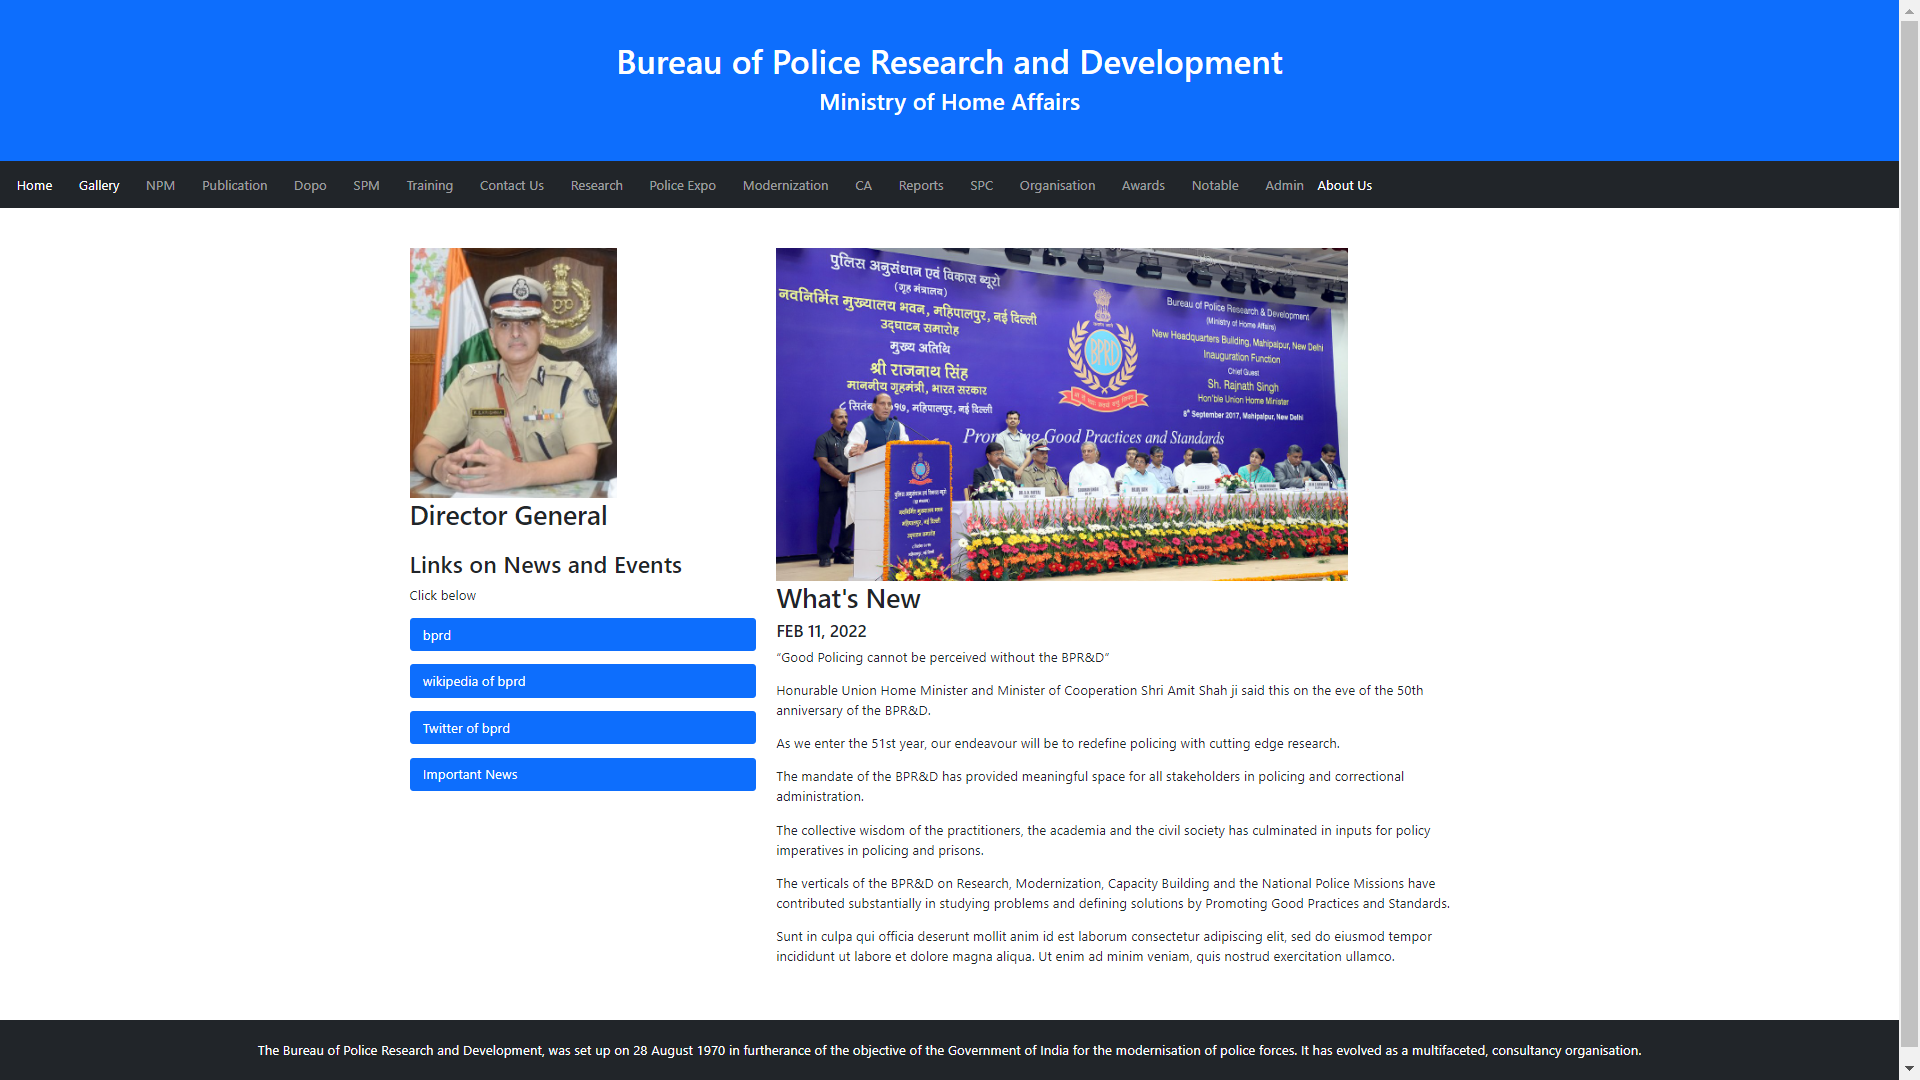 Bureau of Police Research and Development
Ministry of Home Affairs
Home Gallery NPM Publication Dopo SPM Training Contact Us Research Police Expo Modernization CA Reports SPC Organisation Awards Notable Admin About Us
पुलिस अनुसंधान एवं विकास ब्यूरो
(गृह मंत्रालय)
नवनिर्मित मुख्यालय भवन, महिपालपुर, नई दिल्ली
उद्घाटन समारोह
मुख्य अतिथि
श्री राजनाथ सिंह
माननीय गृहमंत्री, भारत सरकार
महिपालपुर, नई दिल्ली
BPRD
Bureau of Police Research & Development
(Ministry of Home Affairs)
New Headquarters Building, Mahipalpur, New Delhi
Inauguration Function
Chief Guest
Sh. Rajnath Singh
Hon'ble Union Home Minister
8th September 2017, Mahipalpur, New Delhi
Good Practices and Standards
Director General
Links on News and Events
Click below
bprd
wikipedia of bprd
Twitter of bprd
Important News
What's New
FEB 11, 2022
“Good Policing cannot be perceived without the BPR&D”
Honurable Union Home Minister and Minister of Cooperation Shri Amit Shah ji said this on the eve of the 50th
anniversary of the BPR&D.
As we enter the 51st year, our endeavour will be to redefine policing with cutting edge research.
The mandate of the BPR&D has provided meaningful space for all stakeholders in policing and correctional
administration.
The collective wisdom of the practitioners, the academia and the civil society has culminated in inputs for policy
imperatives in policing and prisons.
The verticals of the BPR&D on Research, Modernization, Capacity Building and the National Police Missions have
contributed substantially in studying problems and defining solutions by Promoting Good Practices and Standards.
Sunt in culpa qui officia deserunt mollit anim id est laborum consectetur adipiscing elit, sed do eiusmod tempor
incididunt ut labore et dolore magna aliqua. Ut enim ad minim veniam, quis nostrud exercitation ullamco.
The Bureau of Police Research and Development, was set up on 28 August 1970 in furtherance of the objective of the Government of India for the modernisation of police forces. It has evolved as a multifaceted, consultancy organisation.